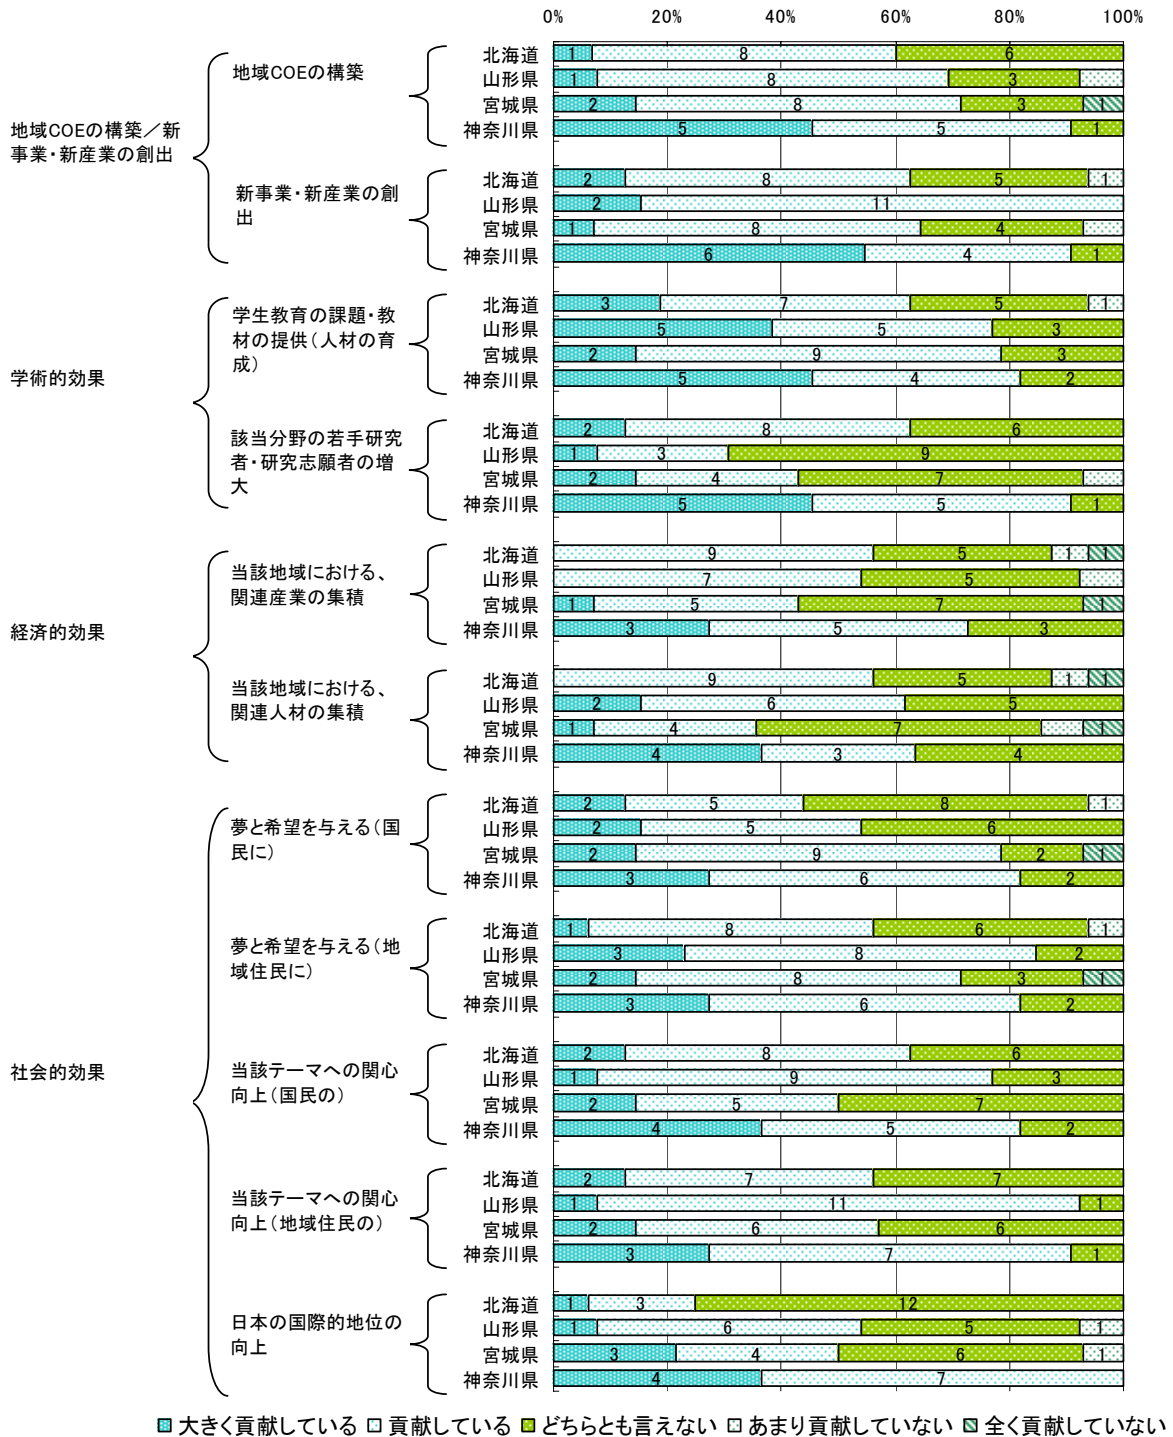 0% 20% 40% 60% 80% 100%
地域COEの構築／新
事業・新産業の創出
地域COEの構築
北海道 1 8 6
山形県 1 8 3
宮城県 2 8 3 1
神奈川県 5 5 1
新事業・新産業の創
出
北海道 2 8 5 1
山形県 2 11
宮城県 1 8 4
神奈川県 6 4 1
学術的効果
学生教育の課題・教
材の提供（人材の育
成）
北海道 3 7 5 1
山形県 5 5 3
宮城県 2 9 3
神奈川県 5 4 2
該当分野の若手研究
者・研究志願者の増
大
北海道 2 8 6
山形県 1 3 9
宮城県 2 4 7
神奈川県 5 5 1
経済的効果
当該地域における、
関連産業の集積
北海道 9 5 1 1
山形県 7 5
宮城県 1 5 7 1
神奈川県 3 5 3
当該地域における、
関連人材の集積
北海道 9 5 1 1
山形県 2 6 5
宮城県 1 4 7 1
神奈川県 4 3 4
社会的効果
夢と希望を与える（国
民に）
北海道 2 5 8 1
山形県 2 5 6
宮城県 2 9 2 1
神奈川県 3 6 2
夢と希望を与える（地
域住民に）
北海道 1 8 6 1
山形県 3 8 2
宮城県 2 8 3 1
神奈川県 3 6 2
当該テーマへの関心
向上（国民の）
北海道 2 8 6
山形県 1 9 3
宮城県 2 5 7
神奈川県 4 5 2
当該テーマへの関心
向上（地域住民の）
北海道 2 7 7
山形県 1 11 1
宮城県 2 6 6
神奈川県 3 7 1
日本の国際的地位の
向上
北海道 1 3 12
山形県 1 6 5 1
宮城県 3 4 6 1
神奈川県 4 7
大きく貢献している 貢献している どちらとも言えない あまり貢献していない 全く貢献していない